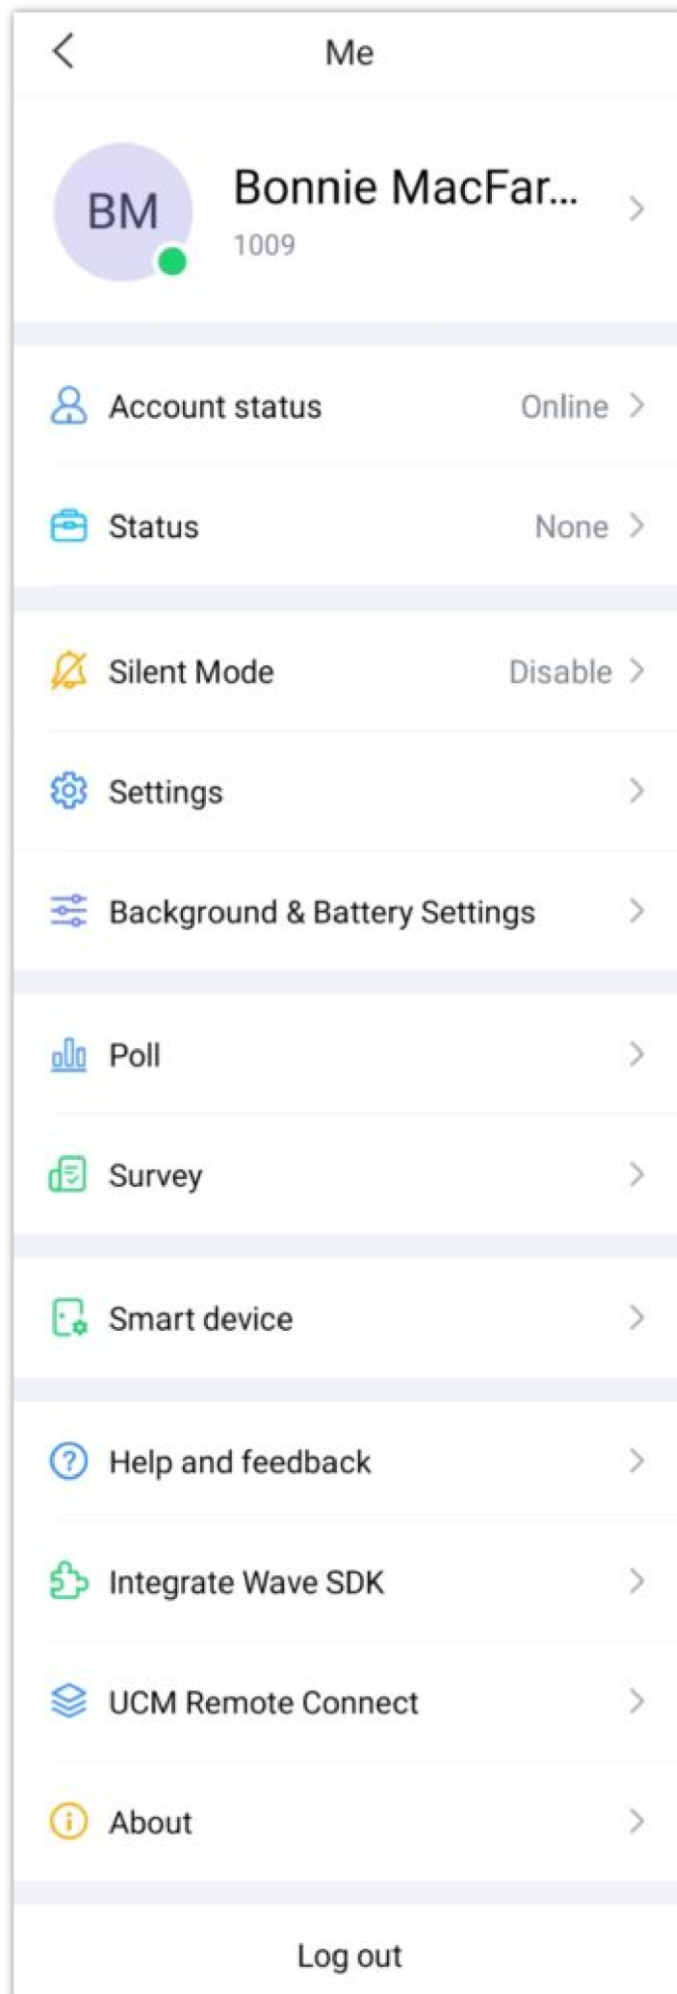 Me
BM
Bonnie MacFar...
1009
Account status Online
Status None
Silent Mode Disable
Settings
Background & Battery Settings
Poll
Survey
Smart device
Help and feedback
Integrate Wave SDK
UCM Remote Connect
About
Log out